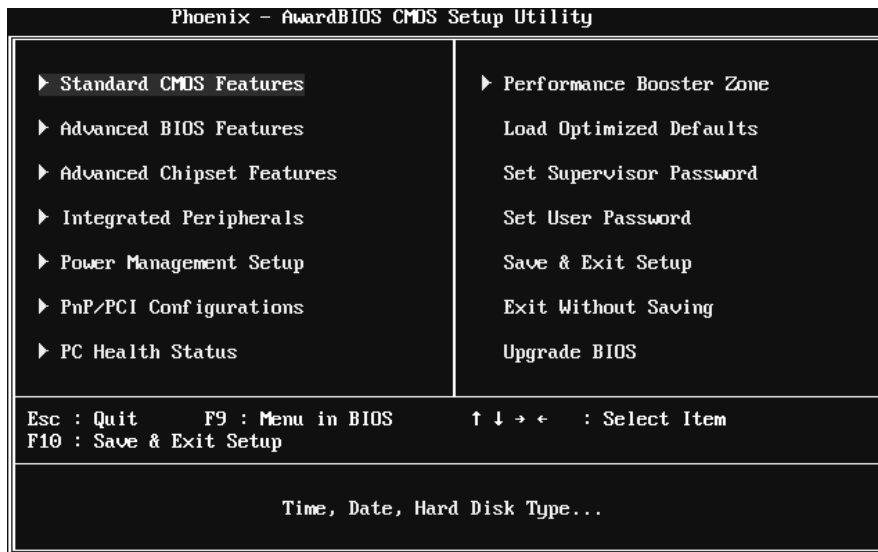 Phoenix - AwardBIOS CMOS Setup Utility
Standard CMOS Features
Advanced BIOS Features
Advanced Chipset Features
Integrated Peripherals
Power Management Setup
PnP/PCI Configurations
PC Health Status
Performance Booster Zone
Load Optimized Defaults
Set Supervisor Password
Set User Password
Save & Exit Setup
Exit Without Saving
Upgrade BIOS
Esc : Quit F9 : Menu in BIOS ↑ ↓ → ← : Select Item
F10 : Save & Exit Setup
Time, Date, Hard Disk Type...